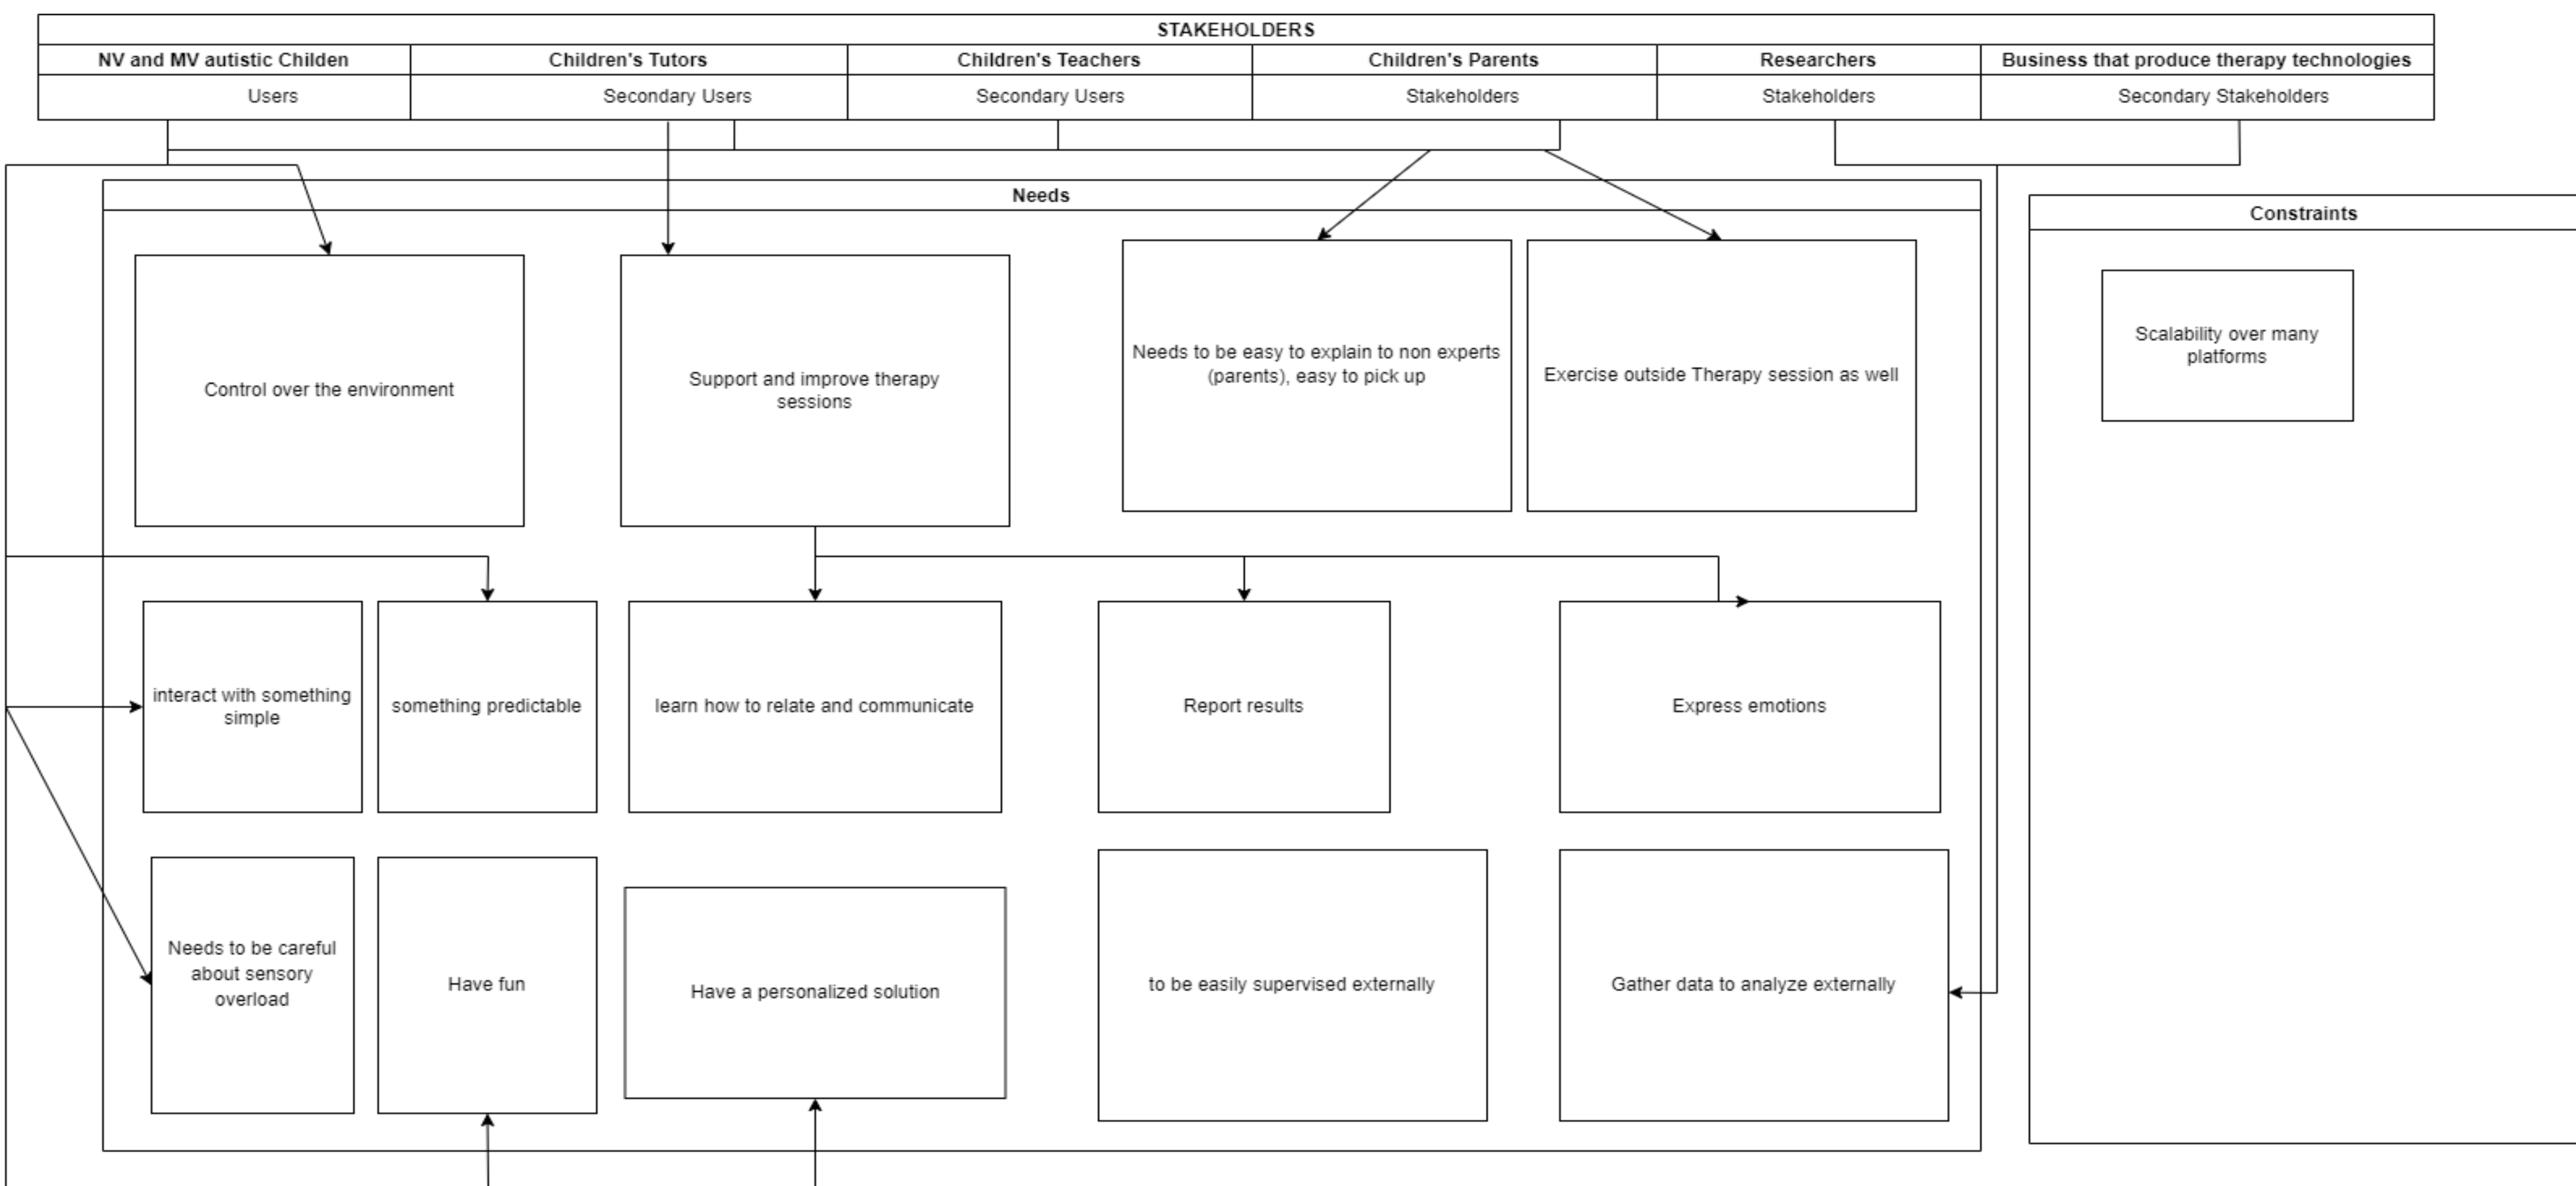 STAKEHOLDERS
NV and MV autistic Childen
Children's Tutors
Children's Teachers
Children's Parents
Researchers
Business that produce therapy technologies
Users
Secondary Users
Secondary Users
Stakeholders
Stakeholders
Secondary Stakeholders
Needs
Constraints
Control over the environment
Support and improve therapy
sessions
Needs to be easy to explain to non experts
(parents), easy to pick up
Exercise outside Therapy session as well
Scalability over many
platforms
interact with something
simple
something predictable
learn how to relate and communicate
Report results
Express emotions
Needs to be careful
about sensory
overload
Have fun
Have a personalized solution
to be easily supervised externally
Gather data to analyze externally